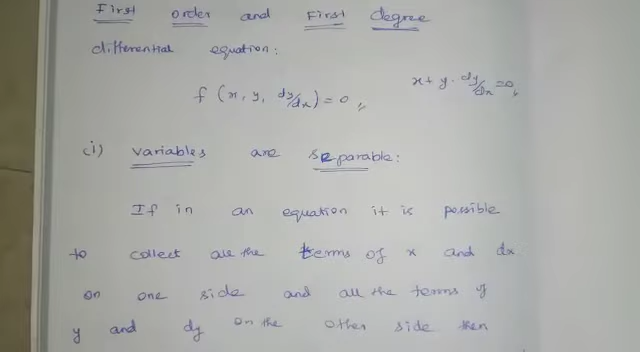 First order and First degree
differential equation:
f (x, y, dy/dx) = 0,, x + y · dy/dx = 0,,
(i) variables are separable:
If in an equation it is possible
to collect all the terms of x and dx
on one side and all the terms of
y and dy on the other side then